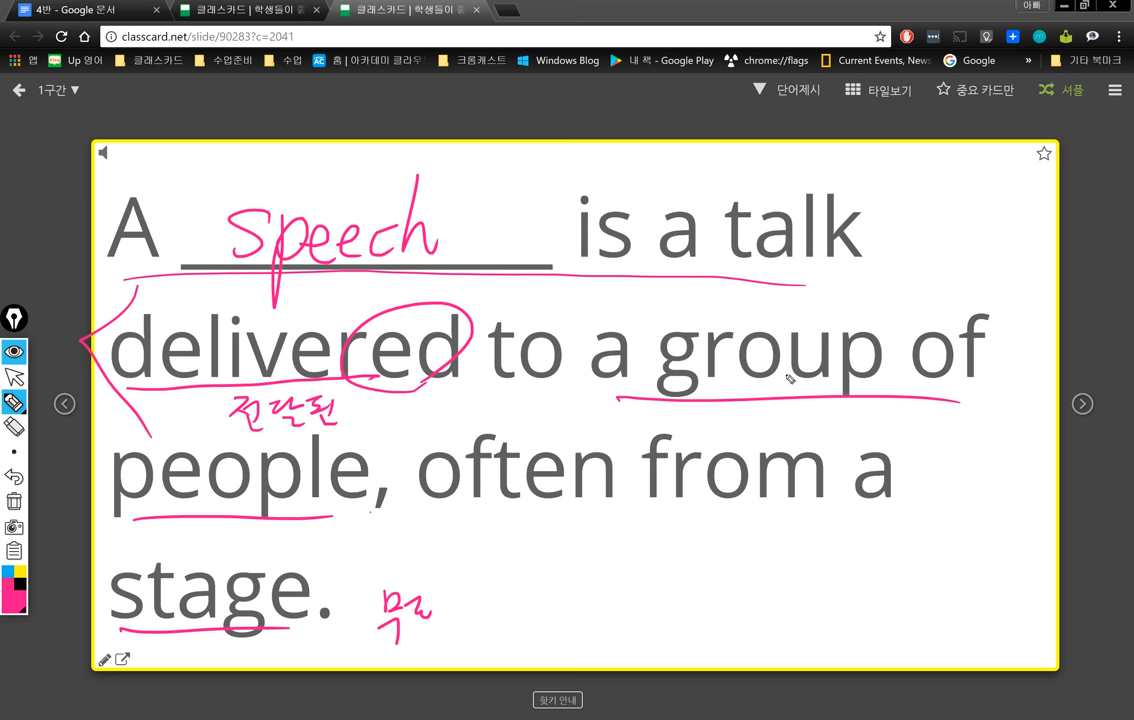 4반 - Google 문서
클래스카드 | 학생들이
클래스카드 | 학생들이
아빠
classcard.net/slide/90283?c=2041
앱 Up 영어 클래스카드 수업준비 수업 홈 | 아카데미 클라우 크롬캐스트 Windows Blog 내 책 - Google Play chrome://flags Current Events, News Google » 기타 북마크
1구간 ▼ 단어제시 타일보기 중요 카드만 셔플
A speech is a talk
delivered to a group of
전달된
people, often from a
stage.
핫키 안내